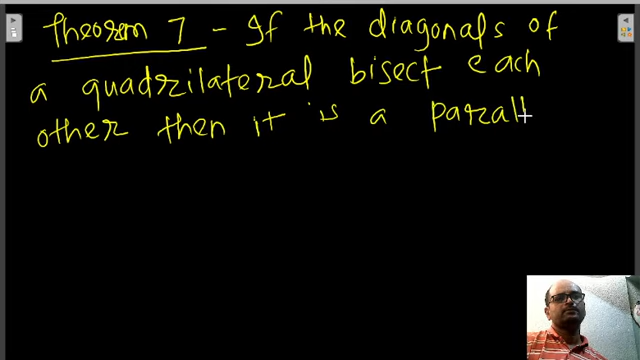 Theorem 7 - If the diagonals of
a quadrilateral bisect each
other then it is a parall